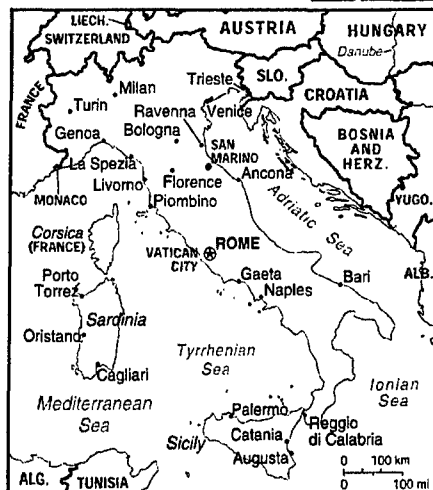 LIECH.
SWITZERLAND
AUSTRIA
HUNGARY
Danube
FRANCE
Milan
Trieste
SLO.
CROATIA
Turin
Ravenna
Venice
Genoa
Bologna
SAN
MARINO
BOSNIA
AND
HERZ.
La Spezia
Livorno
Florence
Ancona
MONACO
Piombino
Adriatic Sea
YUGO.
Corsica
(FRANCE)
VATICAN
CITY
ROME
ALB.
Porto
Torrez
Gaeta
Naples
Bari
Sardinia
Oristano
Tyrrhenian
Sea
Cagliari
Ionian
Sea
Mediterranean
Sea
Palermo
Reggio
di Calabria
Sicily
Catania
Augusta
ALG.
TUNISIA
0 100 km
0 100 mi